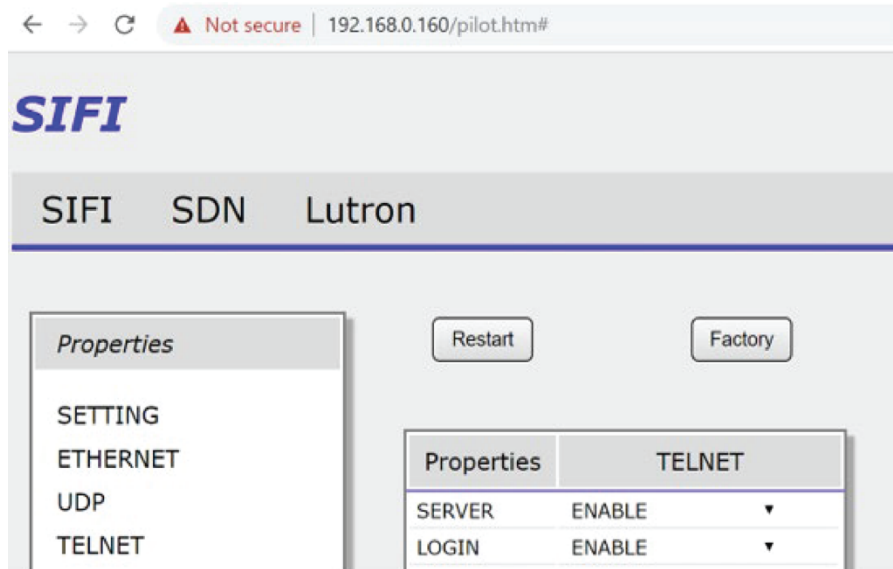 Not secure | 192.168.0.160/pilot.htm#
SIFI
SIFI SDN Lutron
Properties
SETTING
ETHERNET
UDP
TELNET
Restart Factory
Properties TELNET
SERVER ENABLE
LOGIN ENABLE